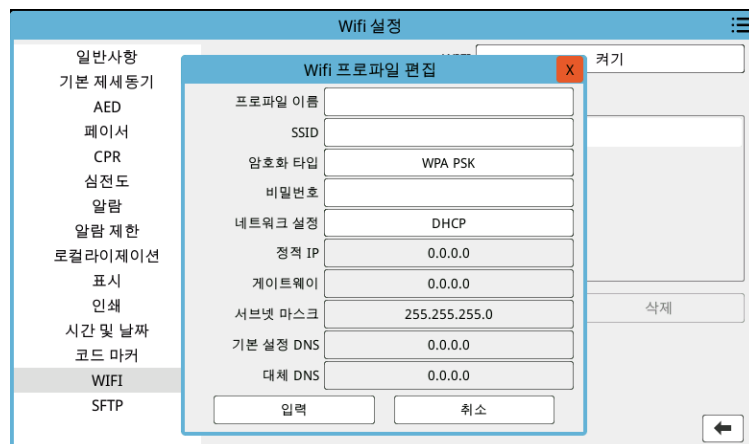 Wifi 설정
일반사항
기본 제세동기
AED
페이서
CPR
심전도
알람
알람 제한
로컬라이제이션
표시
인쇄
시간 및 날짜
코드 마커
WIFI
SFTP
켜기
Wifi 프로파일 편집
X
프로파일 이름
SSID
암호화 타입 WPA PSK
비밀번호
네트워크 설정 DHCP
정적 IP 0.0.0.0
게이트웨이 0.0.0.0
서브넷 마스크 255.255.255.0
기본 설정 DNS 0.0.0.0
대체 DNS 0.0.0.0
입력 취소
삭제